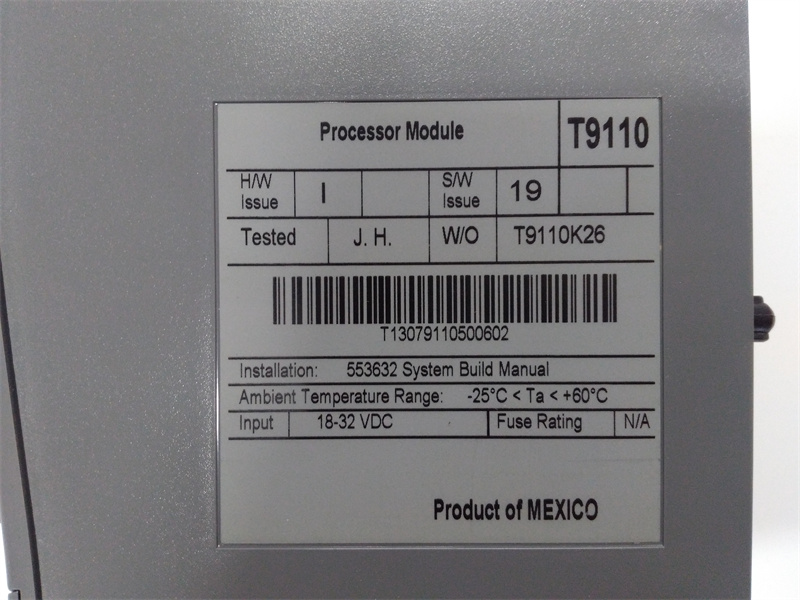 Processor Module T9110
H/W Issue I S/W Issue 19
Tested J. H. W/O T9110K26
T13079110500602
Installation: 553632 System Build Manual
Ambient Temperature Range: -25°C < Ta < +60°C
Input 18-32 VDC Fuse Rating N/A
Product of MEXICO